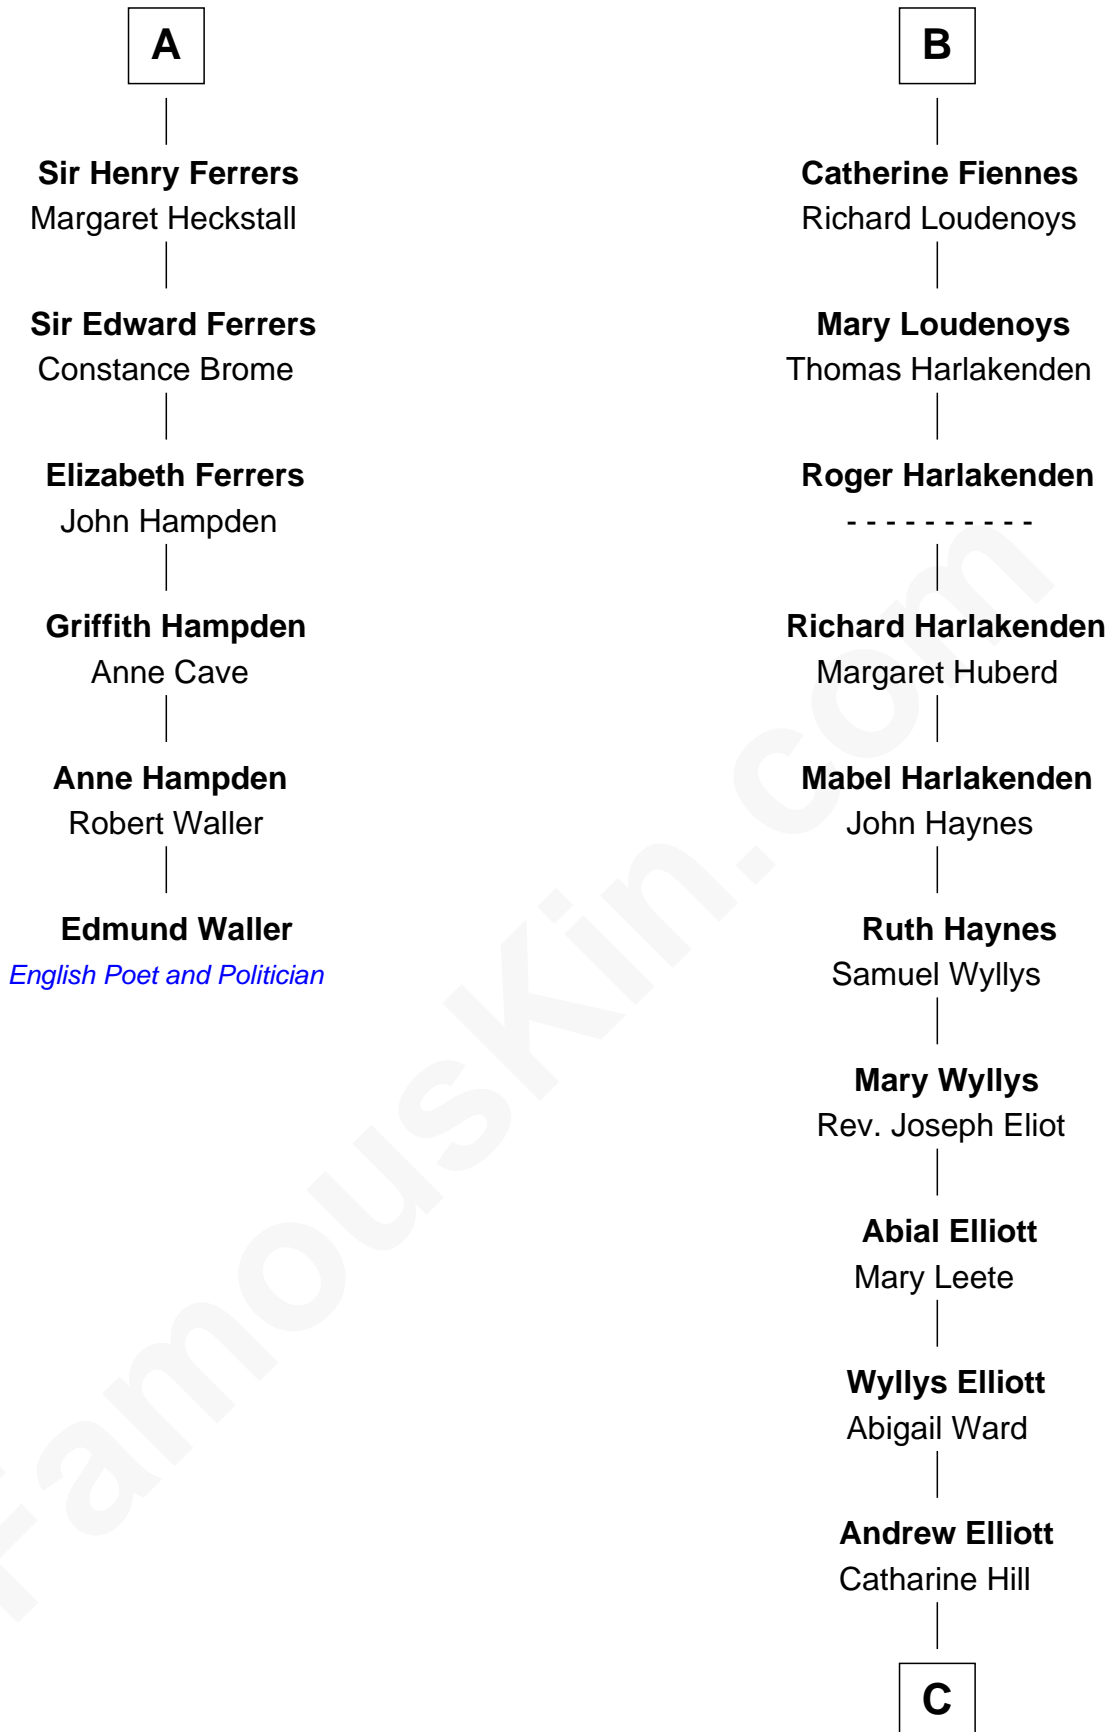 A
Sir Henry Ferrers
Margaret Heckstall
Sir Edward Ferrers
Constance Brome
Elizabeth Ferrers
John Hampden
Griffith Hampden
Anne Cave
Anne Hampden
Robert Waller
Edmund Waller
English Poet and Politician
B
Catherine Fiennes
Richard Loudenoys
Mary Loudenoys
Thomas Harlakenden
Roger Harlakenden
- - - - - - - - - -
Richard Harlakenden
Margaret Huberd
Mabel Harlakenden
John Haynes
Ruth Haynes
Samuel Wyllys
Mary Wyllys
Rev. Joseph Eliot
Abial Elliott
Mary Leete
Wyllys Elliott
Abigail Ward
Andrew Elliott
Catharine Hill
C
FamousKin.com